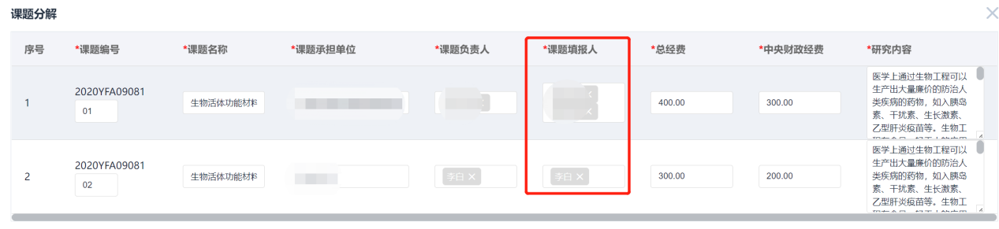 课题分解
序号 *课题编号 *课题名称 *课题承担单位 *课题负责人 *课题填报人 *总经费 *中央财政经费 *研究内容
1
2020YFA09081
01
生物活体功能材料
400.00
300.00
医学上通过生物工程可以
生产出大量廉价的防治人
类疾病的药物，如入胰岛
素、干扰素、生长激素、
乙型肝炎疫苗等。生物工
2
2020YFA09081
02
生物活体功能材料
李白
李白
300.00
200.00
医学上通过生物工程可以
生产出大量廉价的防治人
类疾病的药物，如入胰岛
素、干扰素、生长激素、
乙型肝炎疫苗等。生物工